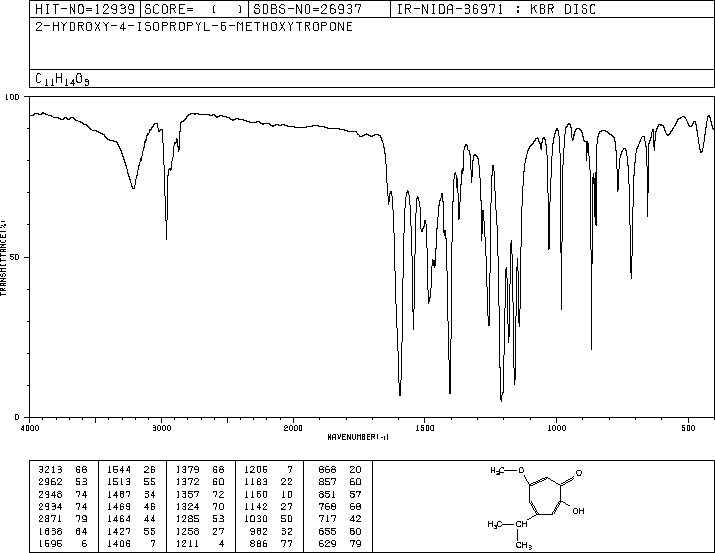 HIT-NO=12939 SCORE= ( ) SDBS-NO=26937 IR-NIDA-36971 : KBR DISC
2-HYDROXY-4-ISOPROPYL-5-METHOXYTROPONE
C11H14O3
100
50
0
TRANSMITTANCE(%)
4000 3000 2000 1500 1000 500
WAVENUMBER(-1)
3213 68 1544 26 1379 68 1206 7 868 20
2962 53 1513 55 1372 60 1183 22 857 60
2948 74 1487 34 1357 72 1160 10 851 57
2934 74 1469 46 1324 70 1142 27 768 68
2871 79 1464 44 1285 53 1030 50 717 42
1638 64 1427 55 1258 27 982 32 655 60
1595 6 1406 7 1211 4 886 77 629 79
H3C O O
OH
H3C CH
CH3